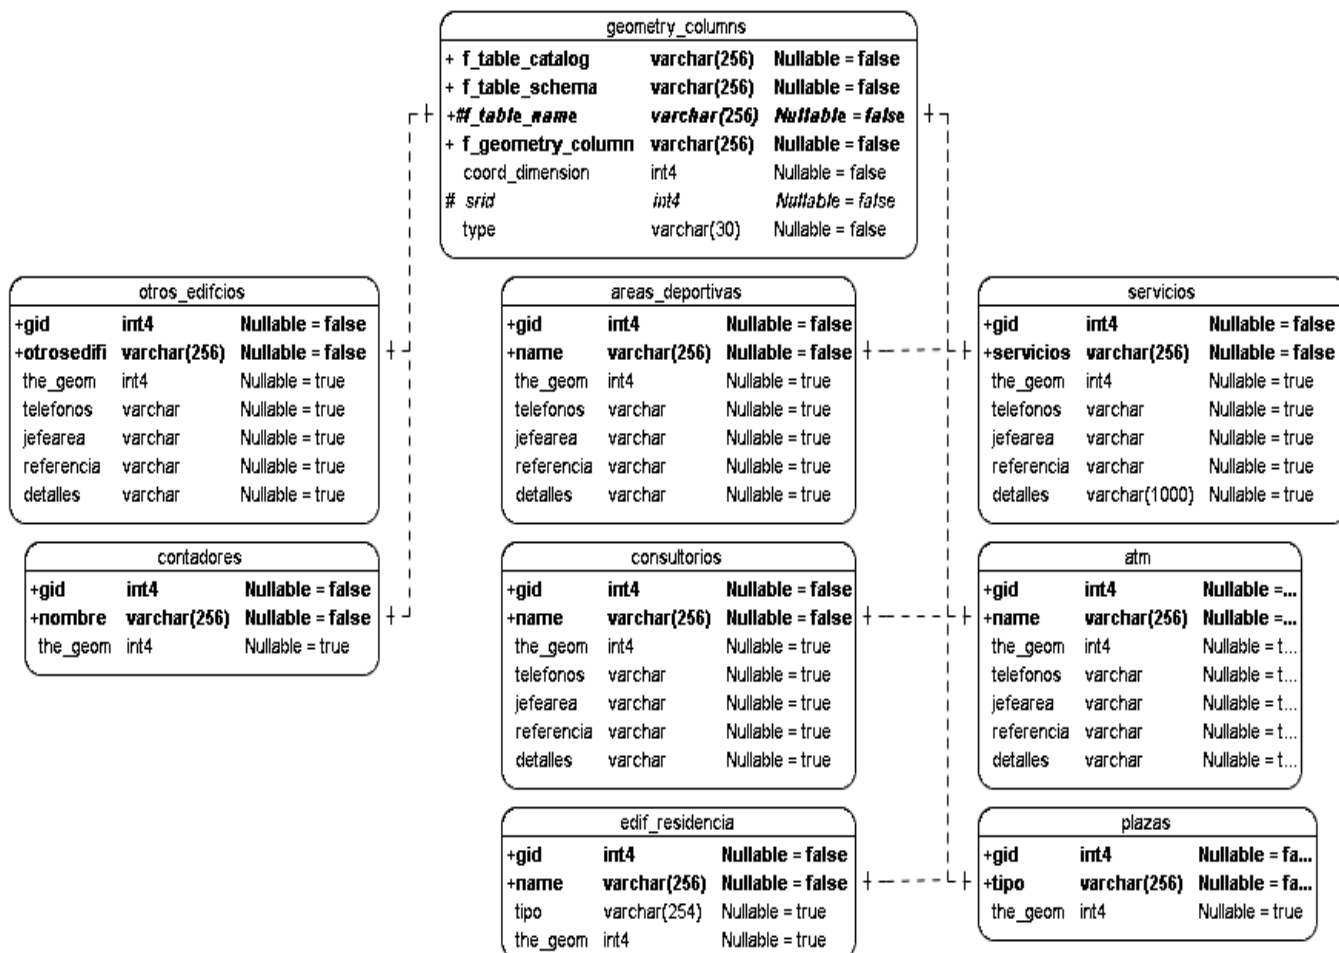 geometry_columns
+ f_table_catalog varchar(256) Nullable = false
+ f_table_schema varchar(256) Nullable = false
+#f_table_name varchar(256) Nullable = false
+ f_geometry_column varchar(256) Nullable = false
coord_dimension int4 Nullable = false
# srid int4 Nullable = false
type varchar(30) Nullable = false
otros_edifcios
+gid int4 Nullable = false
+otrosedifi varchar(256) Nullable = false
the_geom int4 Nullable = true
telefonos varchar Nullable = true
jefearea varchar Nullable = true
referencia varchar Nullable = true
detalles varchar Nullable = true
areas_deportivas
+gid int4 Nullable = false
+name varchar(256) Nullable = false
the_geom int4 Nullable = true
telefonos varchar Nullable = true
jefearea varchar Nullable = true
referencia varchar Nullable = true
detalles varchar Nullable = true
servicios
+gid int4 Nullable = false
+servicios varchar(256) Nullable = false
the_geom int4 Nullable = true
telefonos varchar Nullable = true
jefearea varchar Nullable = true
referencia varchar Nullable = true
detalles varchar(1000) Nullable = true
contadores
+gid int4 Nullable = false
+nombre varchar(256) Nullable = false
the_geom int4 Nullable = true
consultorios
+gid int4 Nullable = false
+name varchar(256) Nullable = false
the_geom int4 Nullable = true
telefonos varchar Nullable = true
jefearea varchar Nullable = true
referencia varchar Nullable = true
detalles varchar Nullable = true
atm
+gid int4 Nullable =...
+name varchar(256) Nullable =...
the_geom int4 Nullable = t...
telefonos varchar Nullable = t...
jefearea varchar Nullable = t...
referencia varchar Nullable = t...
detalles varchar Nullable = t...
edif_residencia
+gid int4 Nullable = false
+name varchar(256) Nullable = false
tipo varchar(254) Nullable = true
the_geom int4 Nullable = true
plazas
+gid int4 Nullable = fa...
+tipo varchar(256) Nullable = fa...
the_geom int4 Nullable = true